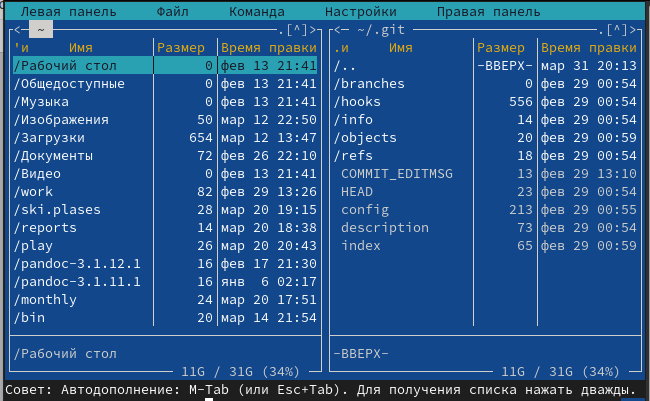 Левая панель Файл Команда Настройки Правая панель
<─ ~ .[^]> <─ ~/.git .[^]>
'и Имя Размер Время правки .и Имя Размер Время правки
/Рабочий стол 0 фев 13 21:41 /.. -ВВЕРХ- мар 31 20:13
/Общедоступные 0 фев 13 21:41 /branches 0 фев 29 00:54
/Музыка 0 фев 13 21:41 /hooks 556 фев 29 00:54
/Изображения 50 мар 12 22:50 /info 14 фев 29 00:54
/Загрузки 654 мар 12 13:47 /objects 20 фев 29 00:59
/Документы 72 фев 26 22:10 /refs 18 фев 29 00:54
/Видео 0 фев 13 21:41 COMMIT_EDITMSG 13 фев 29 13:10
/work 82 фев 29 13:26 HEAD 23 фев 29 00:54
/ski.plases 28 мар 20 19:15 config 213 фев 29 00:55
/reports 14 мар 20 18:38 description 73 фев 29 00:54
/play 26 мар 20 20:43 index 65 фев 29 00:59
/pandoc-3.1.12.1 16 фев 17 21:30
/pandoc-3.1.11.1 16 янв 6 02:17
/monthly 24 мар 20 17:51
/bin 20 мар 14 21:54
/Рабочий стол -ВВЕРХ-
11G / 31G (34%) 11G / 31G (34%)
Совет: Автодополнение: M-Tab (или Esc+Tab). Для получения списка нажать дважды.